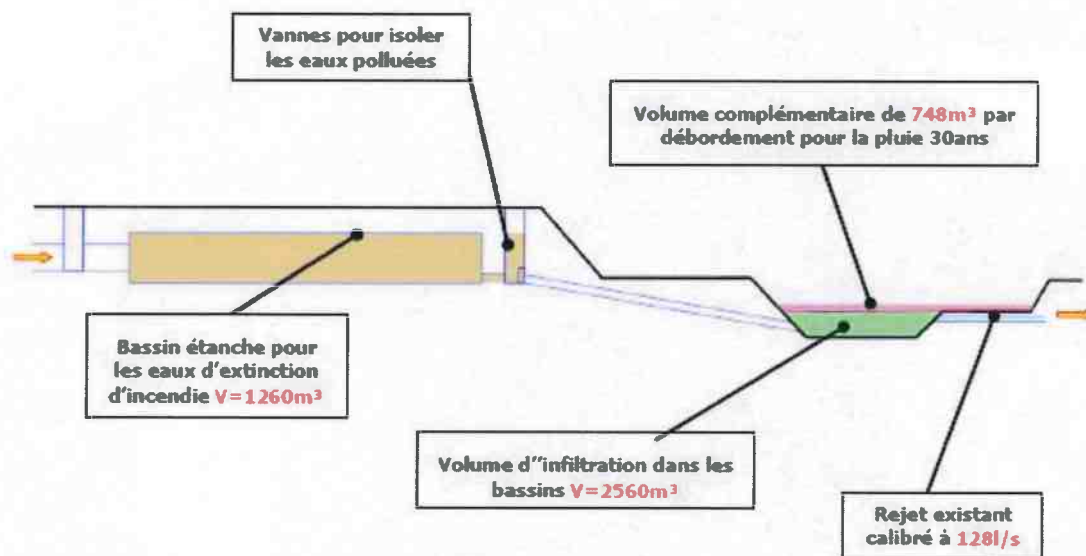 Vannes pour isoler
les eaux polluées
Volume complémentaire de 748m³ par
débordement pour la pluie 30ans
Bassin étanche pour
les eaux d'extinction
d'incendie V=1260m³
Volume d''infiltration dans les
bassins V=2560m³
Rejet existant
calibré à 128l/s